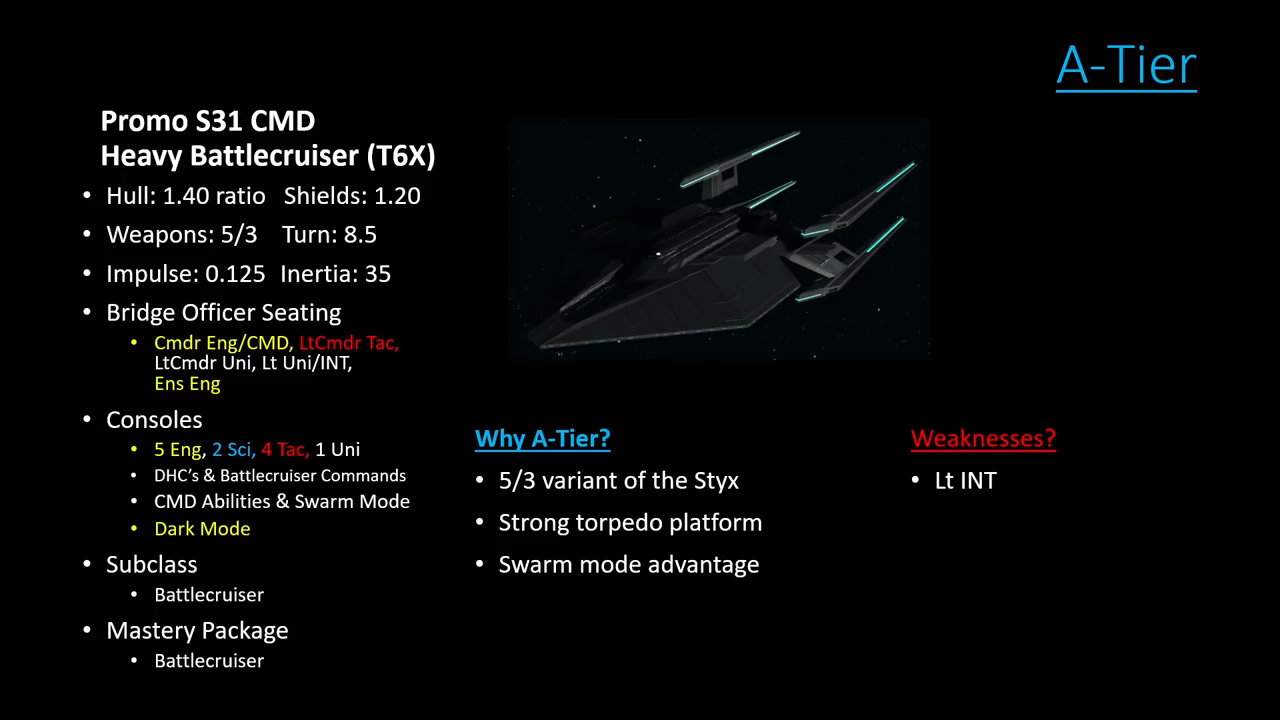 A-Tier
Promo S31 CMD
Heavy Battlecruiser (T6X)
• Hull: 1.40 ratio Shields: 1.20
• Weapons: 5/3 Turn: 8.5
• Impulse: 0.125 Inertia: 35
• Bridge Officer Seating
• Cmdr Eng/CMD, LtCmdr Tac,
LtCmdr Uni, Lt Uni/INT,
Ens Eng
• Consoles
• 5 Eng, 2 Sci, 4 Tac, 1 Uni
• DHC's & Battlecruiser Commands
• CMD Abilities & Swarm Mode
• Dark Mode
• Subclass
• Battlecruiser
• Mastery Package
• Battlecruiser
Why A-Tier?
• 5/3 variant of the Styx
• Strong torpedo platform
• Swarm mode advantage
Weaknesses?
• Lt INT